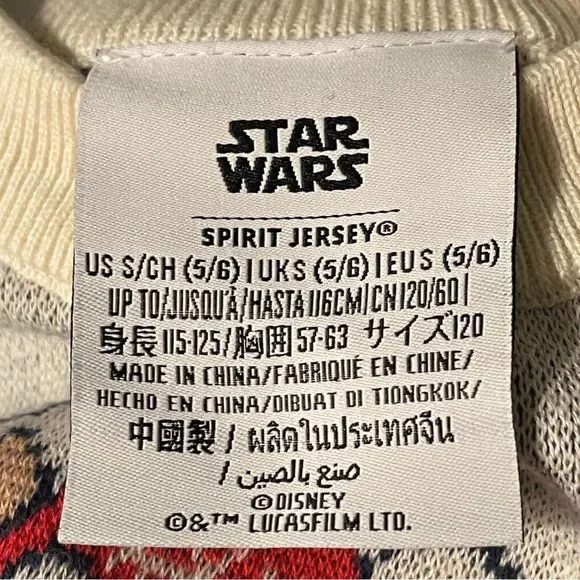 STAR
WARS
SPIRIT JERSEY®
US S/CH (5/6) | UK S (5/6) | EU S (5/6)
UP TO/JUSQU'À/HASTA 116CM | CN120/60 |
身長 115-125/胸囲 57-63 サイズ120
MADE IN CHINA/FABRIQUÉ EN CHINE/
HECHO EN CHINA/DIBUAT DI TIONGKOK/
中國製 / ผลิตในประเทศจีน
/ صنع بالصين
©DISNEY
©&™ LUCASFILM LTD.